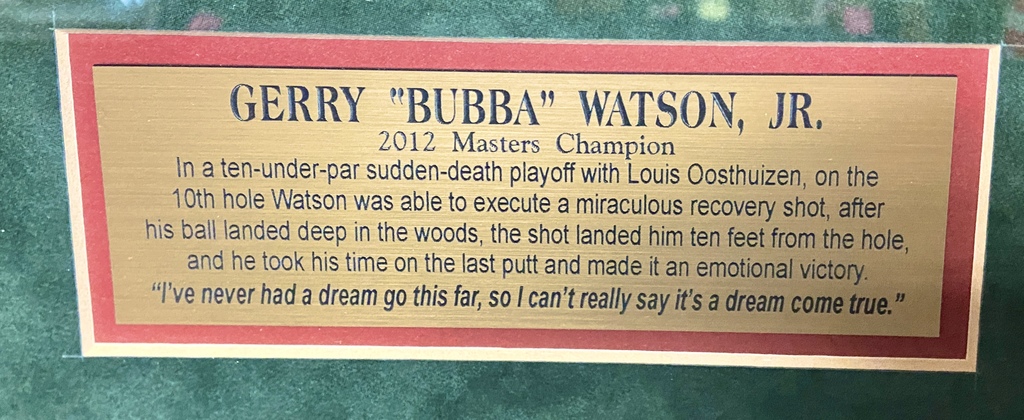 GERRY "BUBBA" WATSON, JR.
2012 Masters Champion
In a ten-under-par sudden-death playoff with Louis Oosthuizen, on the
10th hole Watson was able to execute a miraculous recovery shot, after
his ball landed deep in the woods, the shot landed him ten feet from the hole,
and he took his time on the last putt and made it an emotional victory.
“I’ve never had a dream go this far, so I can’t really say it’s a dream come true.”